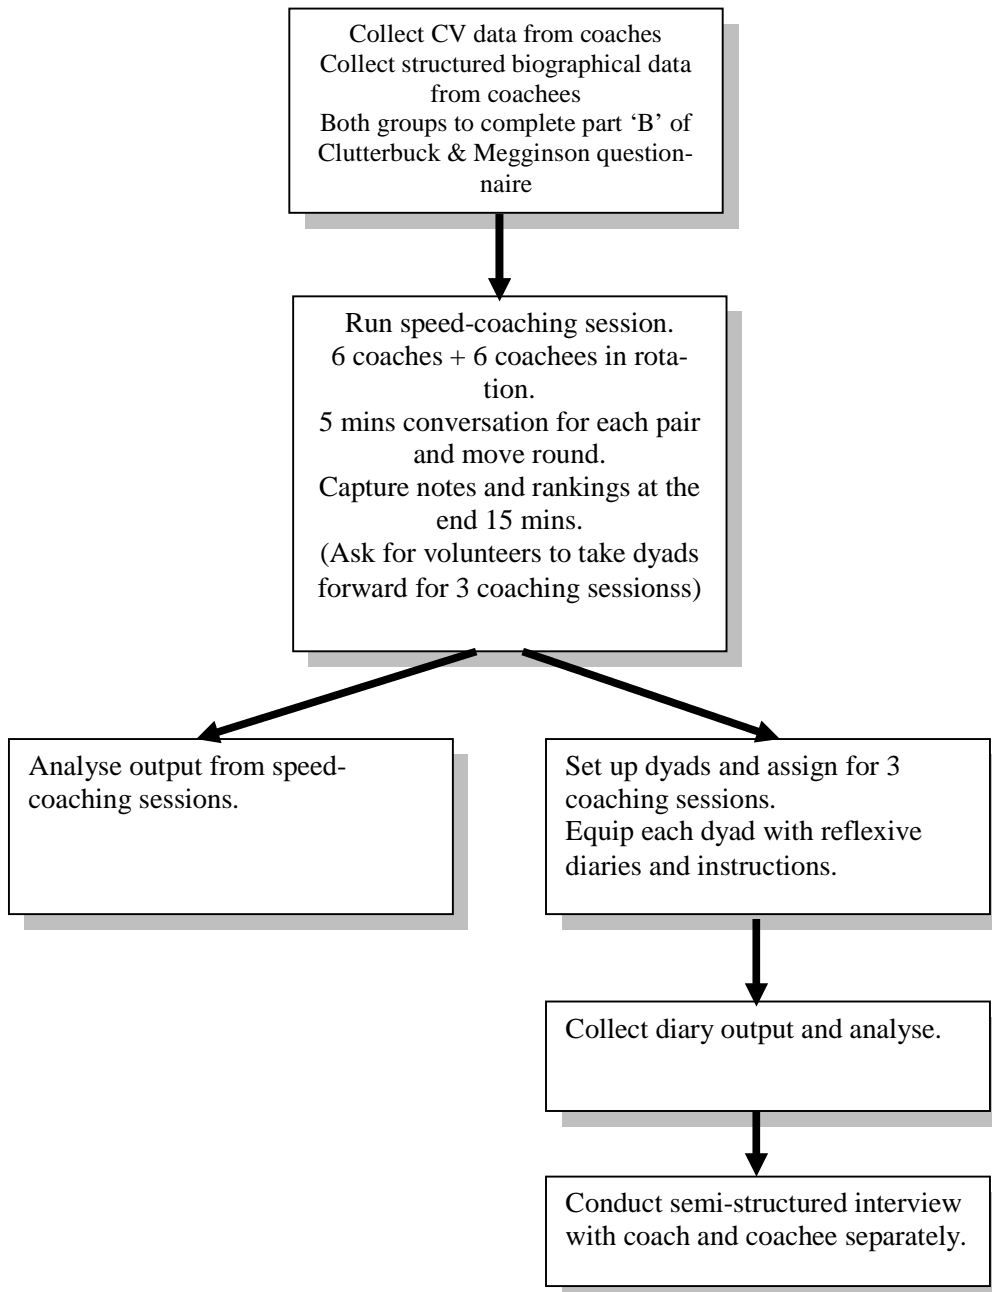 Collect CV data from coaches
Collect structured biographical data
from coachees
Both groups to complete part ‘B’ of
Clutterbuck & Megginson question-
naire
Run speed-coaching session.
6 coaches + 6 coachees in rota-
tion.
5 mins conversation for each pair
and move round.
Capture notes and rankings at the
end 15 mins.
(Ask for volunteers to take dyads
forward for 3 coaching sessionss)
Analyse output from speed-
coaching sessions.
Set up dyads and assign for 3
coaching sessions.
Equip each dyad with reflexive
diaries and instructions.
Collect diary output and analyse.
Conduct semi-structured interview
with coach and coachee separately.